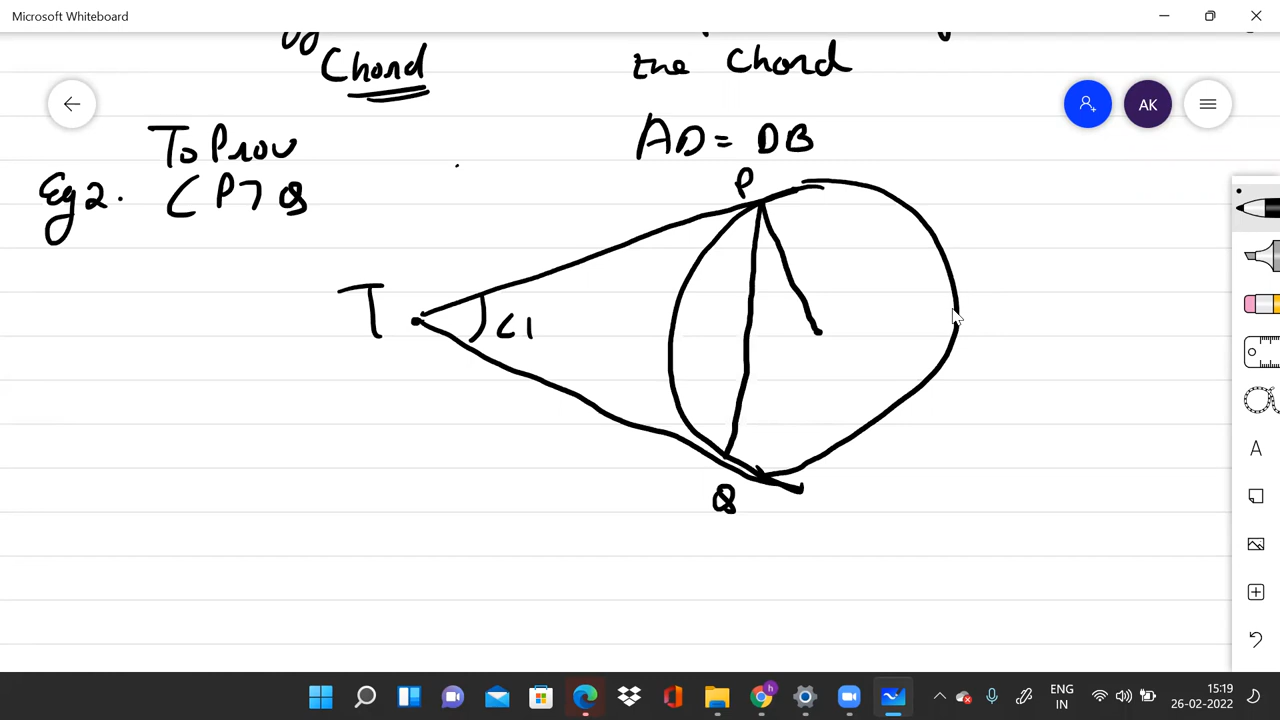 Microsoft Whiteboard
Chord
the Chord
AK
To Prov
AD = DB
Eg 2. ∠ PTQ
P
T
∠1
Q
A
ENG
IN
15:19
26-02-2022